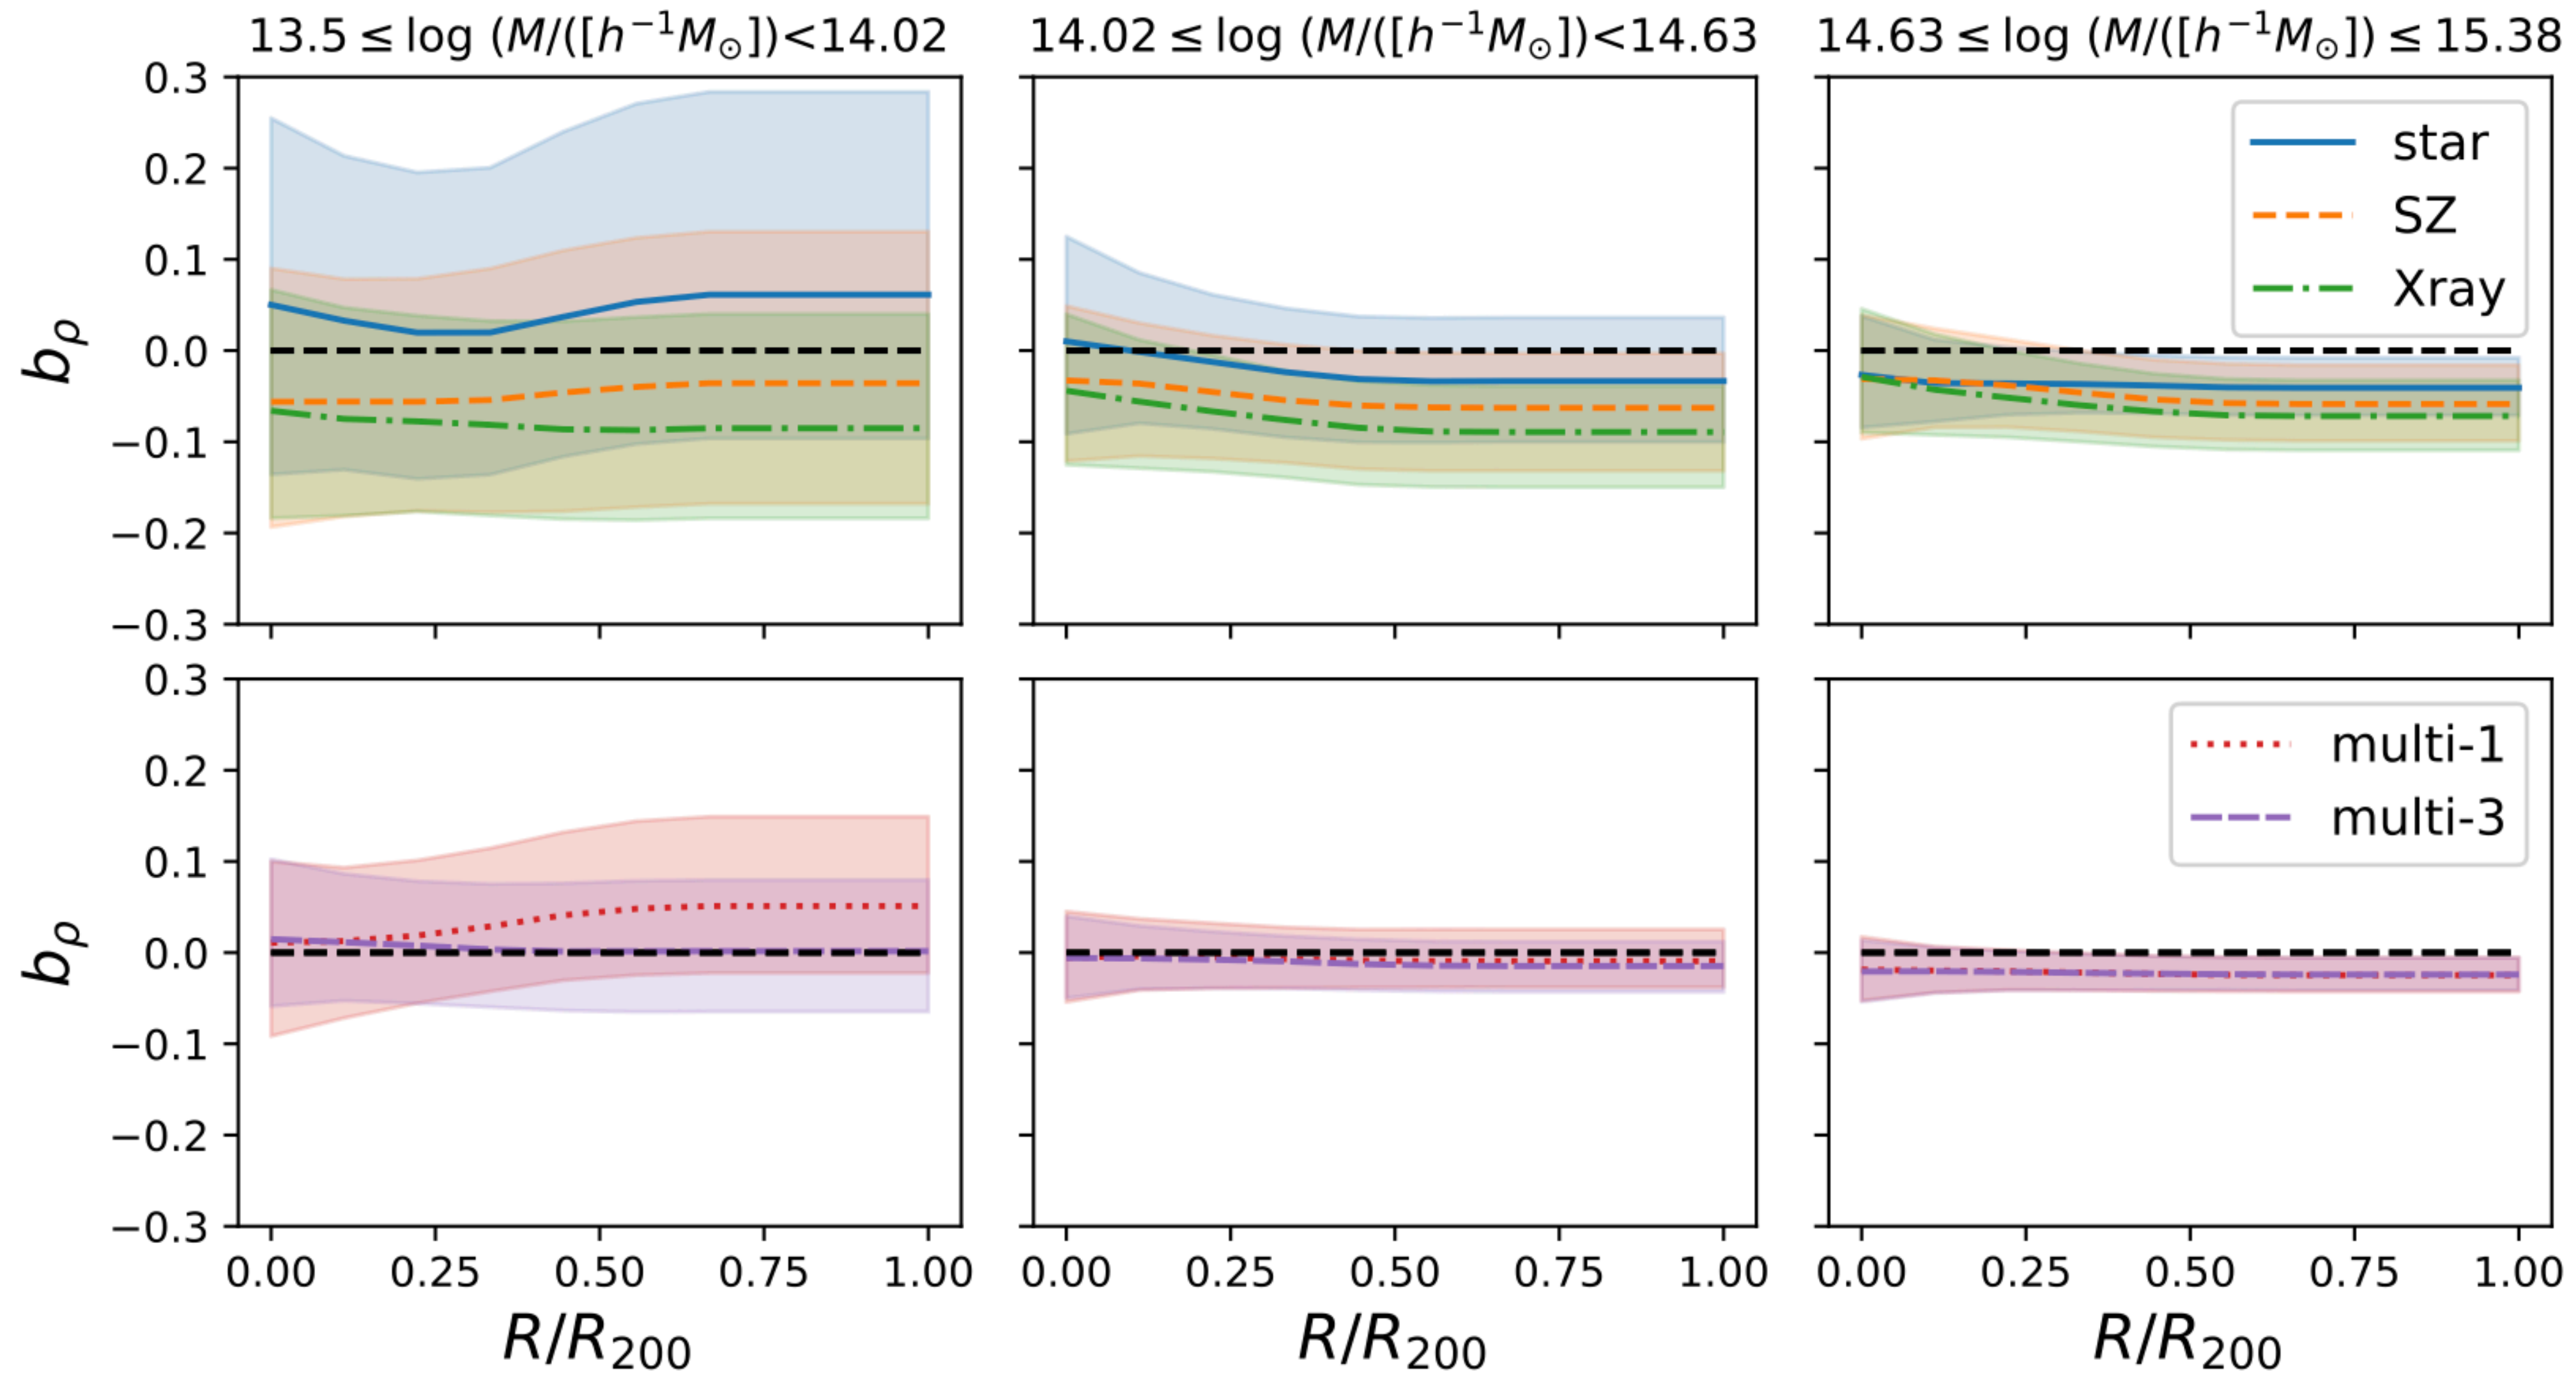 13.5 ≤ log (M/([h⁻¹M⊙])<14.02
14.02 ≤ log (M/([h⁻¹M⊙])<14.63
14.63 ≤ log (M/([h⁻¹M⊙]) ≤ 15.38
0.3
0.2
0.1
0.0
−0.1
−0.2
−0.3
bρ
star
SZ
Xray
0.3
0.2
0.1
0.0
−0.1
−0.2
−0.3
bρ
multi-1
multi-3
0.00 0.25 0.50 0.75 1.00
0.00 0.25 0.50 0.75 1.00
0.00 0.25 0.50 0.75 1.00
R/R₂₀₀
R/R₂₀₀
R/R₂₀₀